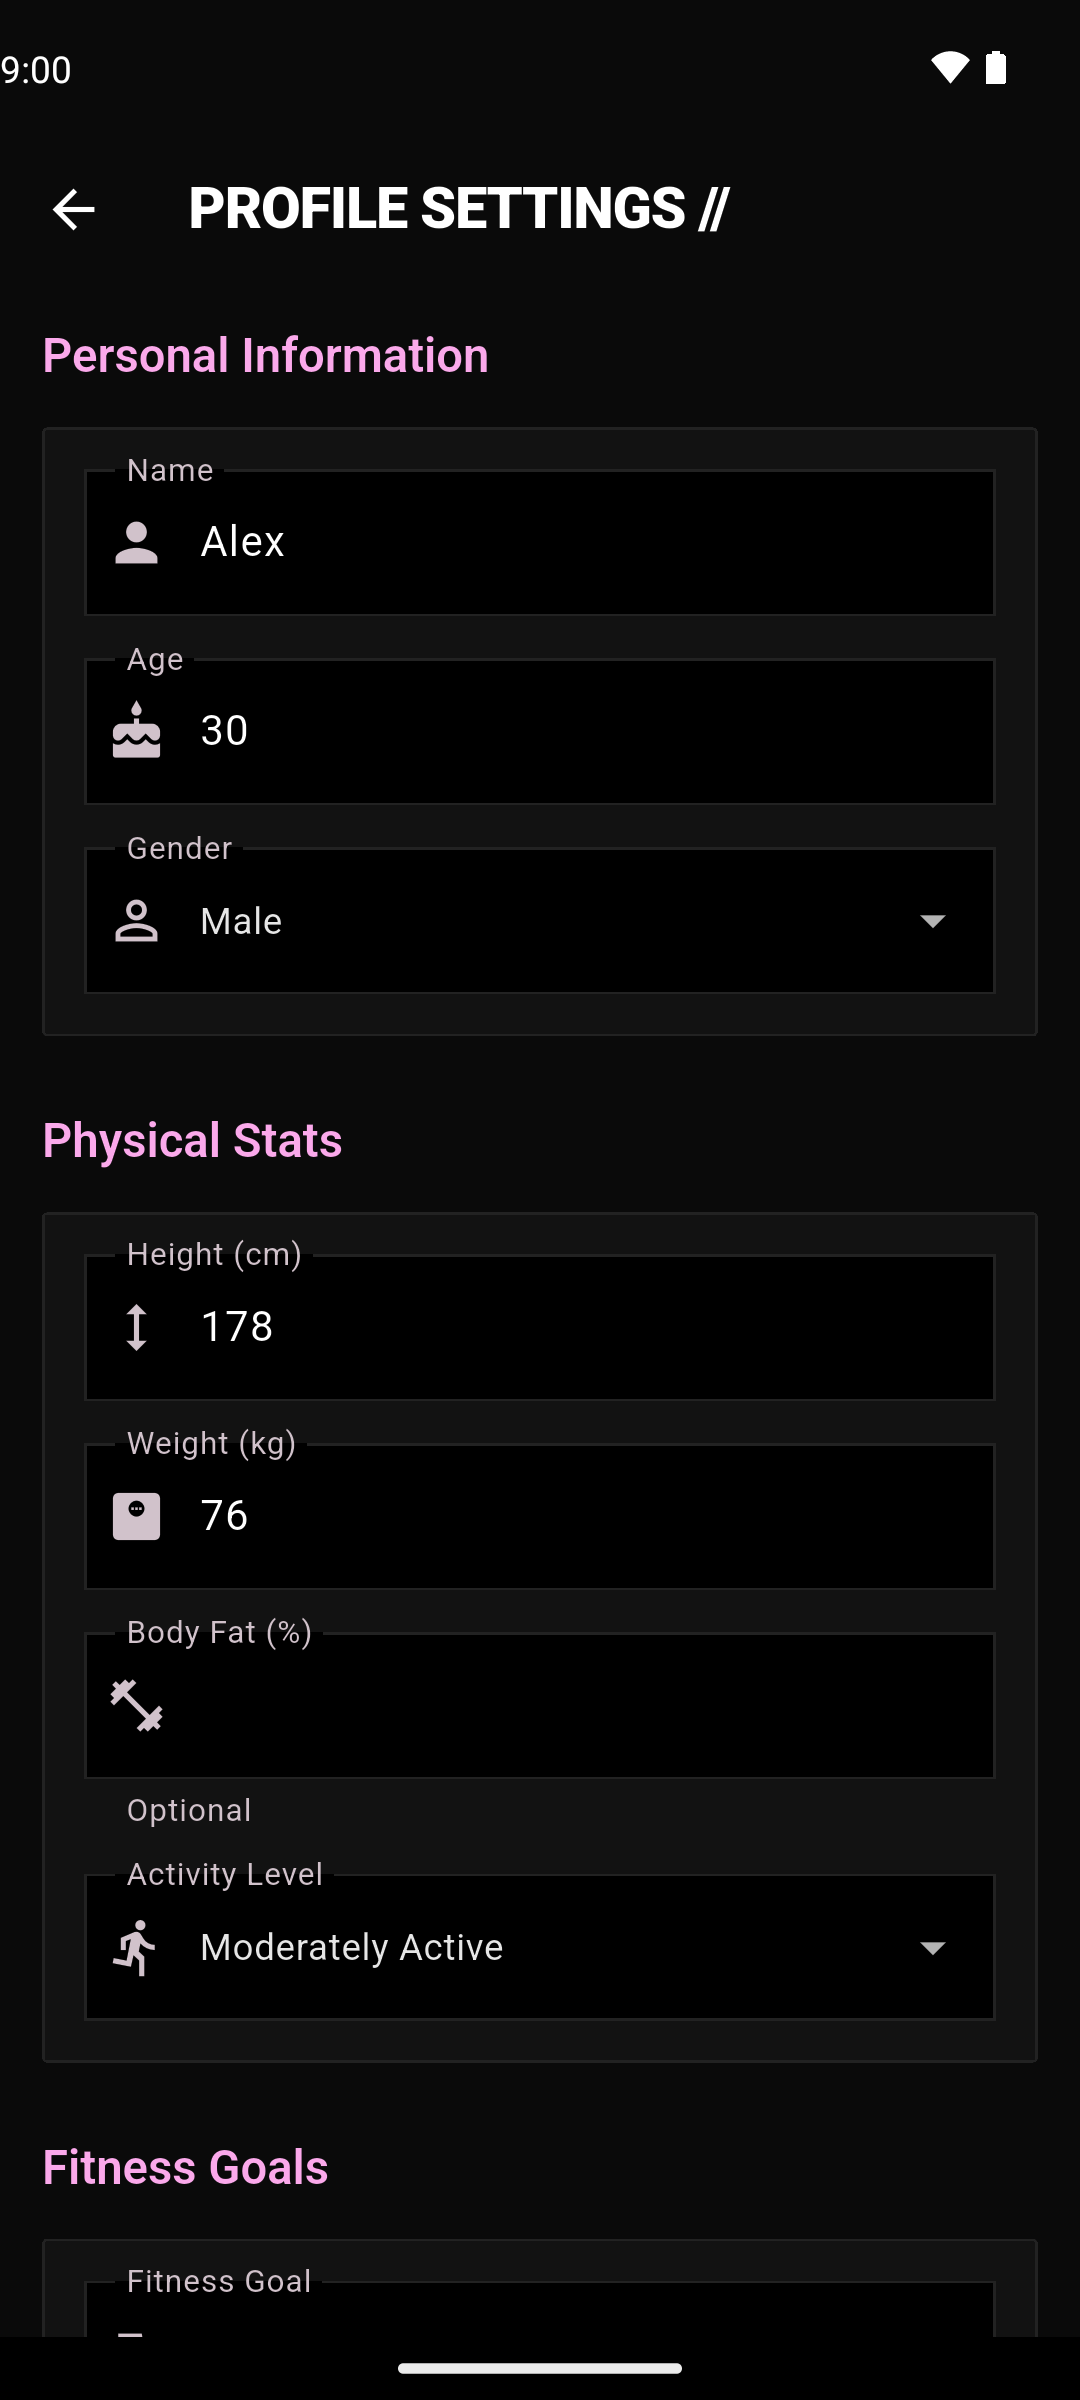 9:00
PROFILE SETTINGS //
Personal Information
Name
Alex
Age
30
Gender
Male
Physical Stats
Height (cm)
178
Weight (kg)
76
Body Fat (%)
Optional
Activity Level
Moderately Active
Fitness Goals
Fitness Goal